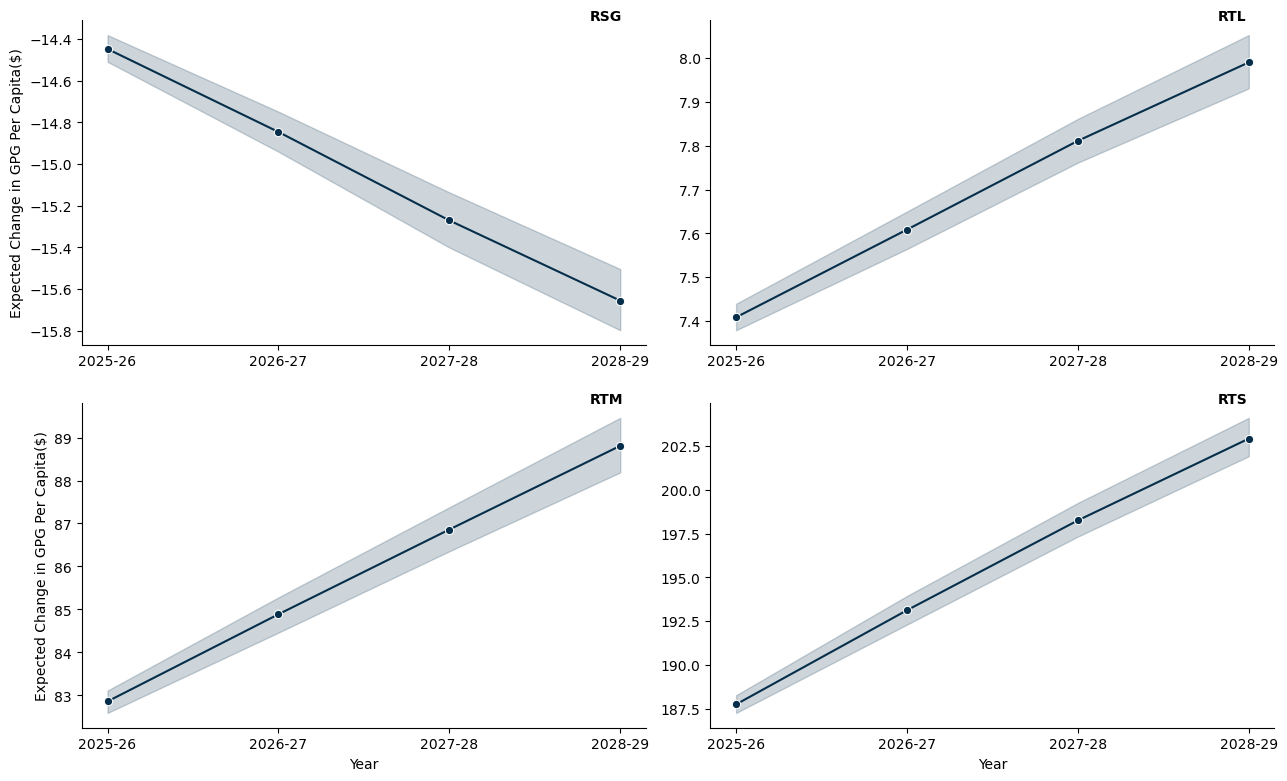 RSG
Expected Change in GPG Per Capita($)
−14.4
−14.6
−14.8
−15.0
−15.2
−15.4
−15.6
−15.8
2025-26 2026-27 2027-28 2028-29
RTL
8.0
7.9
7.8
7.7
7.6
7.5
7.4
2025-26 2026-27 2027-28 2028-29
RTM
Expected Change in GPG Per Capita($)
89
88
87
86
85
84
83
2025-26 2026-27 2027-28 2028-29
Year
RTS
202.5
200.0
197.5
195.0
192.5
190.0
187.5
2025-26 2026-27 2027-28 2028-29
Year